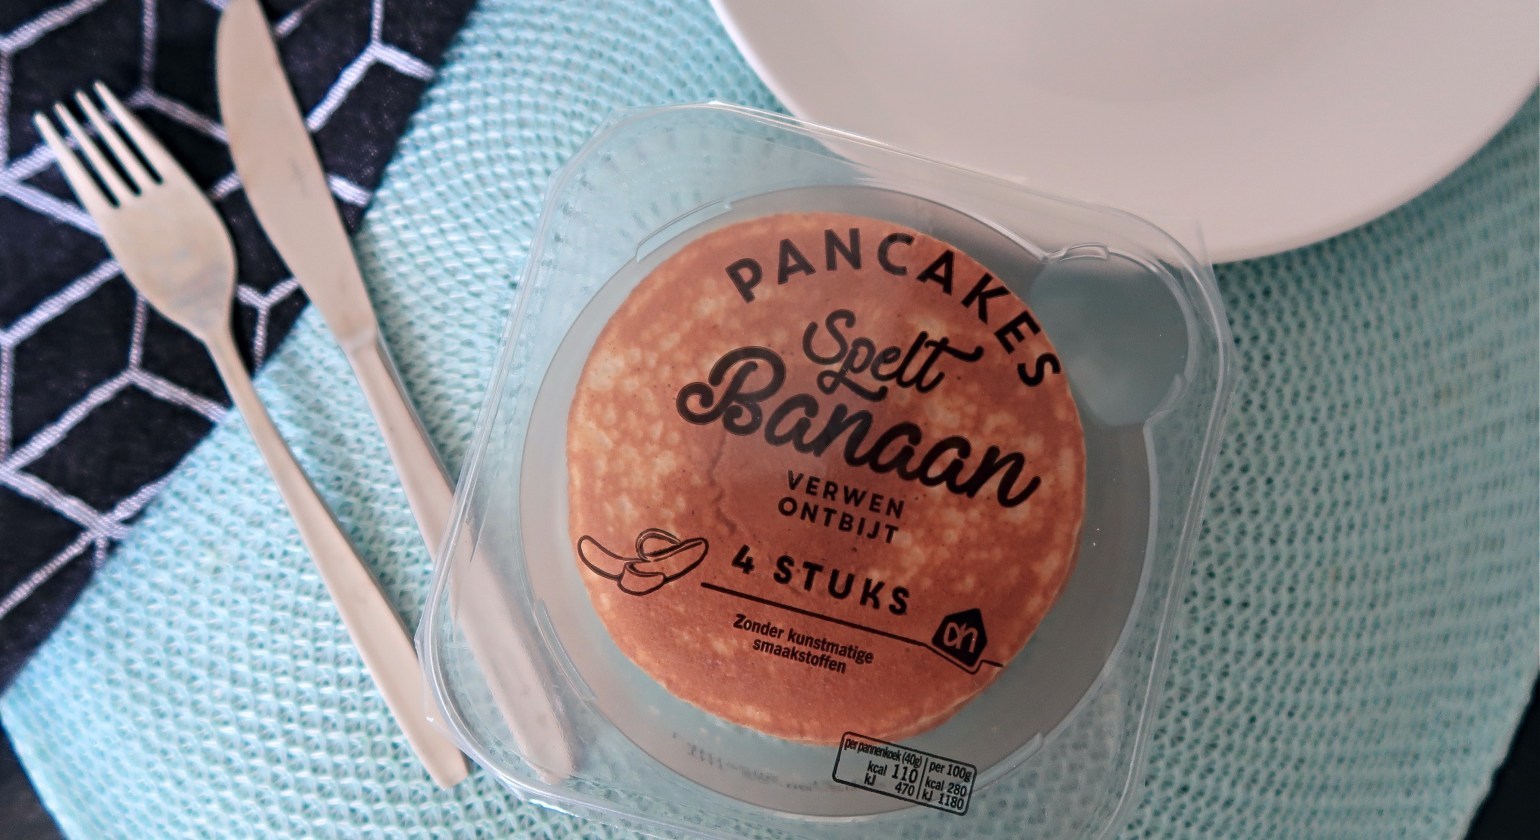 PANCAKES
Spelt
Banaan
VERWEN
ONTBIJT
4 STUKS
Zonder kunstmatige
smaakstoffen
ah
per pannenkoek (40g) per 100g
kcal 110 kcal 280
kJ 470 kJ 1180